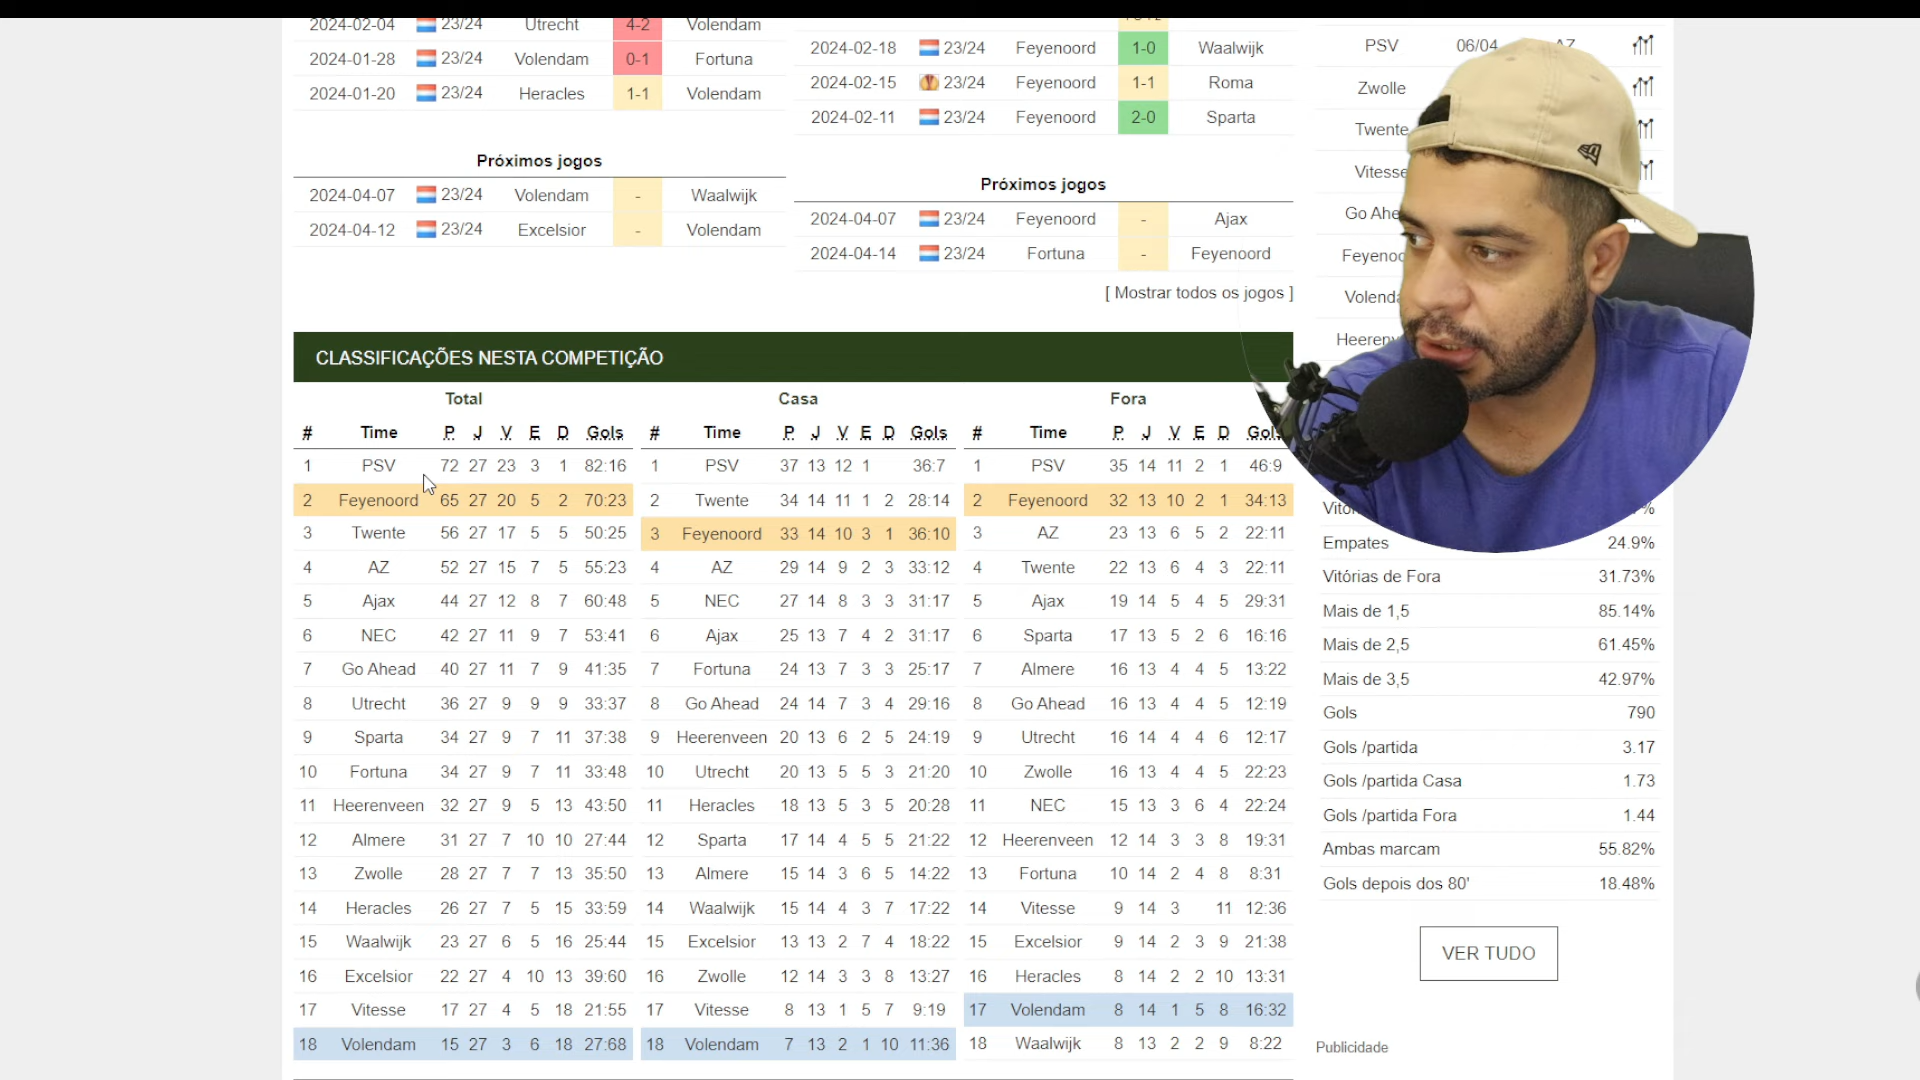 2024-02-04 23/24 Utrecht 4-2 Volendam
2024-01-28 23/24 Volendam 0-1 Fortuna
2024-01-20 23/24 Heracles 1-1 Volendam
Próximos jogos
2024-04-07 23/24 Volendam - Waalwijk
2024-04-12 23/24 Excelsior - Volendam
2024-02-18 23/24 Feyenoord 1-0 Waalwijk
2024-02-15 23/24 Feyenoord 1-1 Roma
2024-02-11 23/24 Feyenoord 2-0 Sparta
Próximos jogos
2024-04-07 23/24 Feyenoord - Ajax
2024-04-14 23/24 Fortuna - Feyenoord
[ Mostrar todos os jogos ]
CLASSIFICAÇÕES NESTA COMPETIÇÃO
Total
# Time P J V E D Gols
1 PSV 72 27 23 3 1 82:16
2 Feyenoord 65 27 20 5 2 70:23
3 Twente 56 27 17 5 5 50:25
4 AZ 52 27 15 7 5 55:23
5 Ajax 44 27 12 8 7 60:48
6 NEC 42 27 11 9 7 53:41
7 Go Ahead 40 27 11 7 9 41:35
8 Utrecht 36 27 9 9 9 33:37
9 Sparta 34 27 9 7 11 37:38
10 Fortuna 34 27 9 7 11 33:48
11 Heerenveen 32 27 9 5 13 43:50
12 Almere 31 27 7 10 10 27:44
13 Zwolle 28 27 7 7 13 35:50
14 Heracles 26 27 7 5 15 33:59
15 Waalwijk 23 27 6 5 16 25:44
16 Excelsior 22 27 4 10 13 39:60
17 Vitesse 17 27 4 5 18 21:55
18 Volendam 15 27 3 6 18 27:68
Casa
# Time P J V E D Gols
1 PSV 37 13 12 1 36:7
2 Twente 34 14 11 1 2 28:14
3 Feyenoord 33 14 10 3 1 36:10
4 AZ 29 14 9 2 3 33:12
5 NEC 27 14 8 3 3 31:17
6 Ajax 25 13 7 4 2 31:17
7 Fortuna 24 13 7 3 3 25:17
8 Go Ahead 24 14 7 3 4 29:16
9 Heerenveen 20 13 6 2 5 24:19
10 Utrecht 20 13 5 5 3 21:20
11 Heracles 18 13 5 3 5 20:28
12 Sparta 17 14 4 5 5 21:22
13 Almere 15 14 3 6 5 14:22
14 Waalwijk 15 14 4 3 7 17:22
15 Excelsior 13 13 2 7 4 18:22
16 Zwolle 12 14 3 3 8 13:27
17 Vitesse 8 13 1 5 7 9:19
18 Volendam 7 13 2 1 10 11:36
Fora
# Time P J V E D
1 PSV 35 14 11 2 1 46:9
2 Feyenoord 32 13 10 2 1 34:13
3 AZ 23 13 6 5 2 22:11
4 Twente 22 13 6 4 3 22:11
5 Ajax 19 14 5 4 5 29:31
6 Sparta 17 13 5 2 6 16:16
7 Almere 16 13 4 4 5 13:22
8 Go Ahead 16 13 4 4 5 12:19
9 Utrecht 16 14 4 4 6 12:17
10 Zwolle 16 13 4 4 5 22:23
11 NEC 15 13 3 6 4 22:24
12 Heerenveen 12 14 3 3 8 19:31
13 Fortuna 10 14 2 4 8 8:31
14 Vitesse 9 14 3 11 12:36
15 Excelsior 9 14 2 3 9 21:38
16 Heracles 8 14 2 2 10 13:31
17 Volendam 8 14 1 5 8 16:32
18 Waalwijk 8 13 2 2 9 8:22
PSV 06/04 AZ
Zwolle
Twente
Vitesse
Go
Empates 24.9%
Vitórias de Fora 31.73%
Mais de 1,5 85.14%
Mais de 2,5 61.45%
Mais de 3,5 42.97%
Gols 790
Gols /partida 3.17
Gols /partida Casa 1.73
Gols /partida Fora 1.44
Ambas marcam 55.82%
Gols depois dos 80' 18.48%
VER TUDO
Publicidade